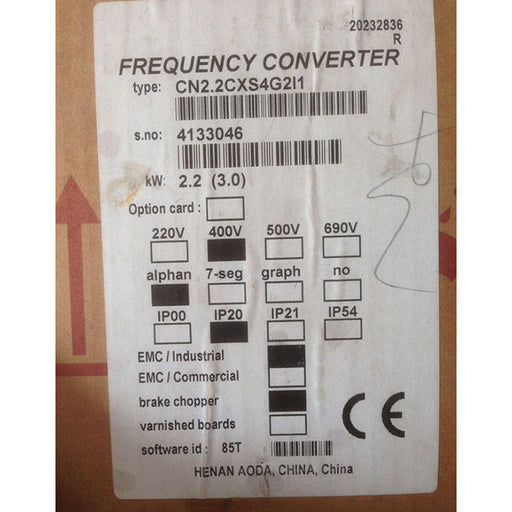 20232836
R
FREQUENCY CONVERTER
type: CN2.2CXS4G2I1
s.no: 4133046
kW: 2.2 (3.0)
Option card :
220V 400V 500V 690V
alphan 7-seg graph no
IP00 IP20 IP21 IP54
EMC / Industrial
EMC / Commercial
brake chopper
varnished boards
software id : 85T
CE
HENAN AODA, CHINA, China